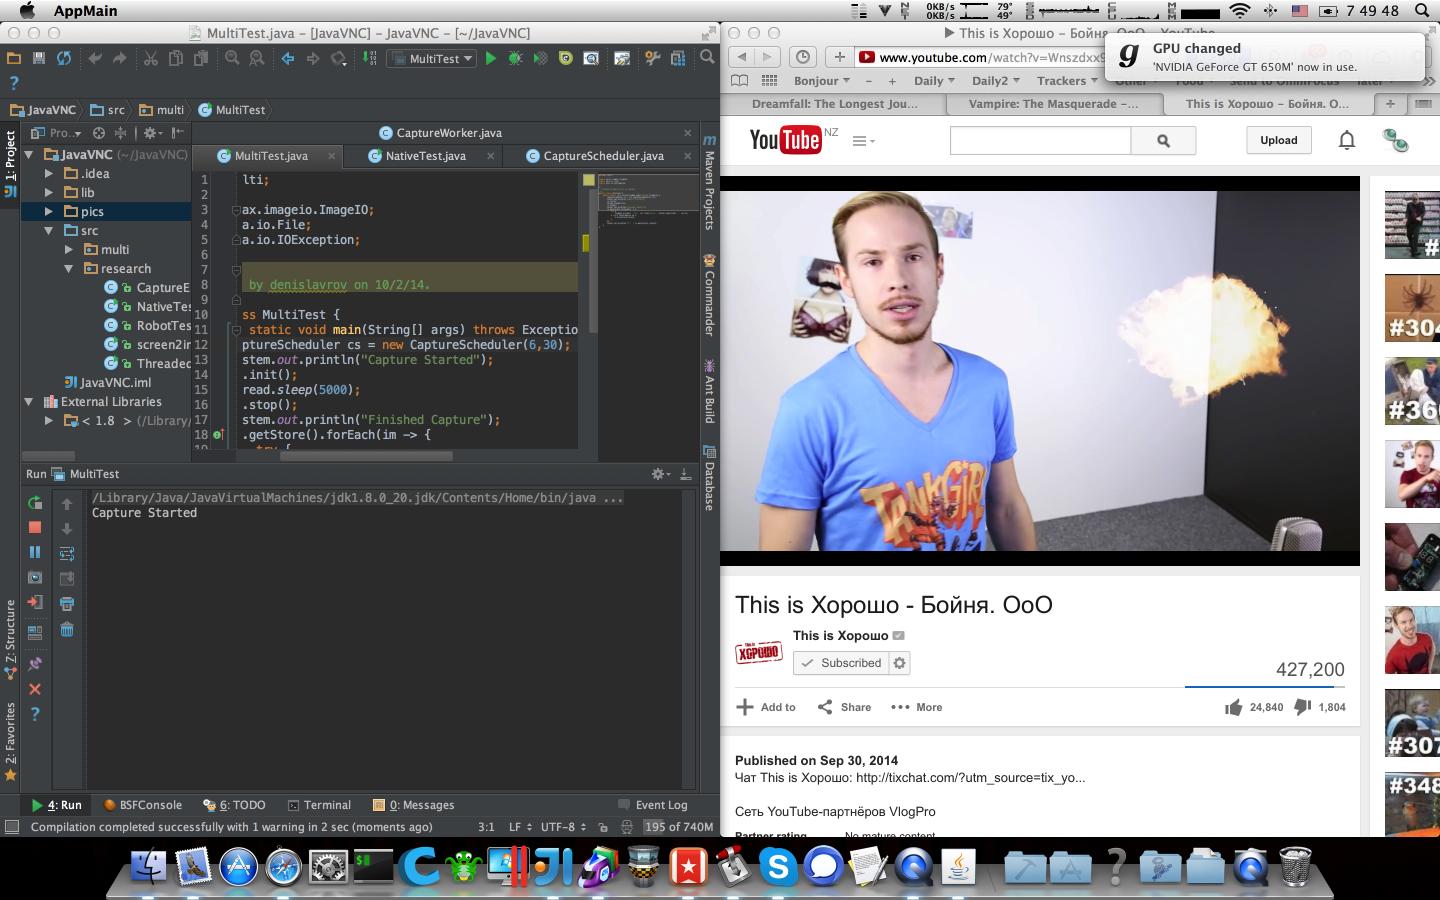 AppMain
0KB/s
0KB/s
79°
49°
7 49 48
MultiTest.java – [JavaVNC] – JavaVNC – [~/JavaVNC]
MultiTest
JavaVNC
src
multi
MultiTest
1: Project
Pro..
CaptureWorker.java
MultiTest.java
NativeTest.java
CaptureScheduler.java
JavaVNC (~/JavaVNC)
.idea
lib
pics
src
multi
research
CaptureE
NativeTes
RobotTes
screen2ir
Threaded
JavaVNC.iml
External Libraries
< 1.8 > (/Library/
1 lti;
2
3 ax.imageio.ImageIO;
4 a.io.File;
5 a.io.IOException;
6
7
8 by denislavrov on 10/2/14.
9
10 ss MultiTest {
11 static void main(String[] args) throws Exceptio
12 ptureScheduler cs = new CaptureScheduler(6,30);
13 stem.out.println("Capture Started");
14 .init();
15 read.sleep(5000);
16 .stop();
17 stem.out.println("Finished Capture");
18 .getStore().forEach(im -> {
19 try {
Maven Projects
Commander
Ant Build
Database
Run MultiTest
/Library/Java/JavaVirtualMachines/jdk1.8.0_20.jdk/Contents/Home/bin/java ...
Capture Started
Z: Structure
2: Favorites
4: Run
BSFConsole
6: TODO
Terminal
0: Messages
Event Log
Compilation completed successfully with 1 warning in 2 sec (moments ago)
3:1
LF
UTF-8
195 of 740M
This is Хорошо - Бойня. ОоО – YouTube
www.youtube.com/watch?v=Wnszdxx
GPU changed
'NVIDIA GeForce GT 650M' now in use.
Bonjour
Daily
Daily2
Trackers
Dreamfall: The Longest Jou...
Vampire: The Masquerade –...
This is Хорошо - Бойня. О...
YouTube NZ
Upload
TANKGIRL
#304
#307
#348
This is Хорошо - Бойня. ОоО
This is Хорошо
ХОРОШО
Subscribed
427,200
Add to
Share
More
24,840
1,804
Published on Sep 30, 2014
Чат This is Хорошо: http://tixchat.com/?utm_source=tix_yo...
Сеть YouTube-партнёров VlogPro
Partner rating
No mature content